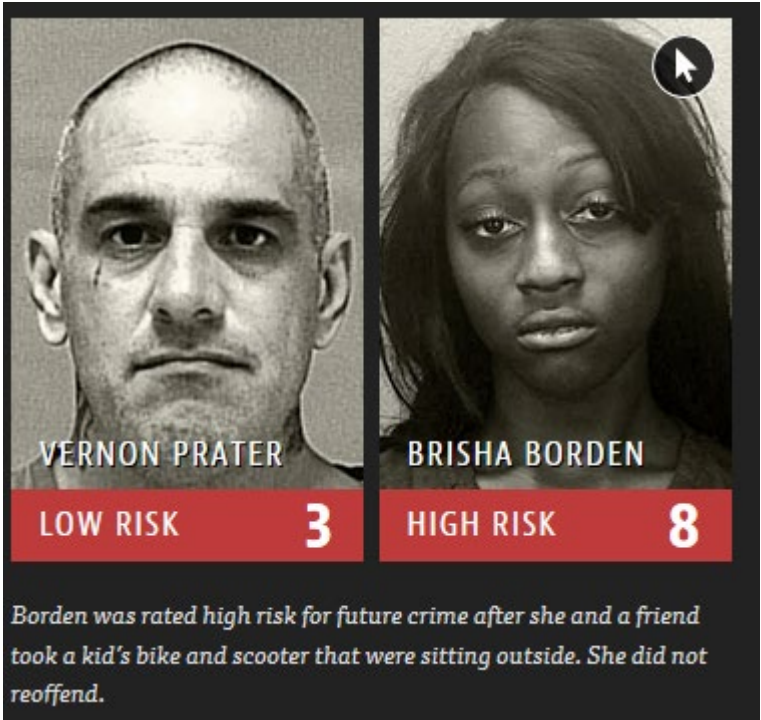 VERNON PRATER
LOW RISK 3
BRISHA BORDEN
HIGH RISK 8
Borden was rated high risk for future crime after she and a friend
took a kid's bike and scooter that were sitting outside. She did not
reoffend.